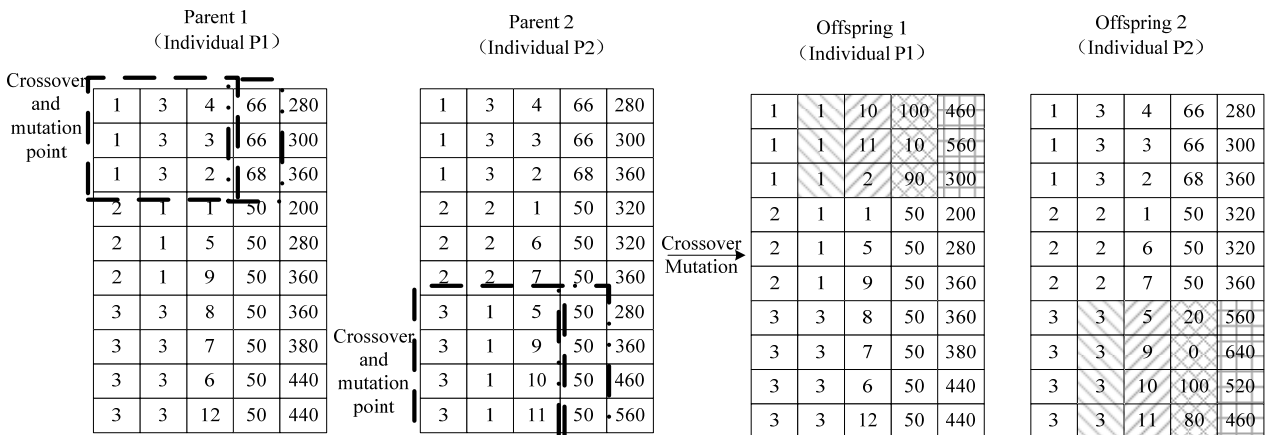 Parent 1
（Individual P1）
Parent 2
（Individual P2）
Offspring 1
（Individual P1）
Offspring 2
（Individual P2）
Crossover
and
mutation
point
1 3 4 66 280
1 3 3 66 300
1 3 2 68 360
2 1 1 50 200
2 1 5 50 280
2 1 9 50 360
3 3 8 50 360
3 3 7 50 380
3 3 6 50 440
3 3 12 50 440
Crossover
and
mutation
point
1 3 4 66 280
1 3 3 66 300
1 3 2 68 360
2 2 1 50 320
2 2 6 50 320
2 2 7 50 360
3 1 5 50 280
3 1 9 50 360
3 1 10 50 460
3 1 11 50 560
Crossover
Mutation
1 1 10 100 460
1 1 11 10 560
1 1 2 90 300
2 1 1 50 200
2 1 5 50 280
2 1 9 50 360
3 3 8 50 360
3 3 7 50 380
3 3 6 50 440
3 3 12 50 440
1 3 4 66 280
1 3 3 66 300
1 3 2 68 360
2 2 1 50 320
2 2 6 50 320
2 2 7 50 360
3 3 5 20 560
3 3 9 0 640
3 3 10 100 520
3 3 11 80 460